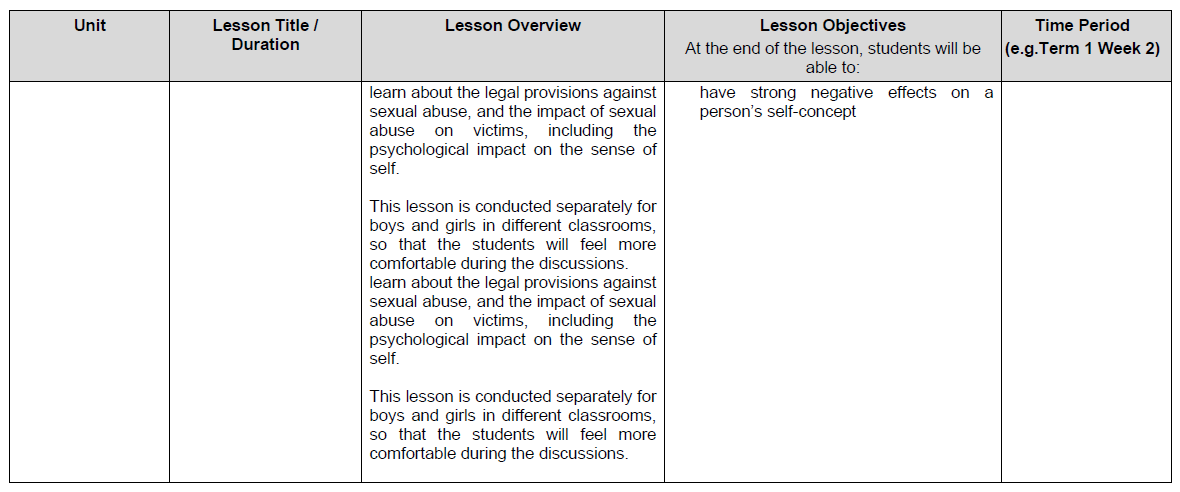 Unit
Lesson Title /
Duration
Lesson Overview
Lesson Objectives
At the end of the lesson, students will be
able to:
Time Period
(e.g.Term 1 Week 2)
learn about the legal provisions against
sexual abuse, and the impact of sexual
abuse on victims, including the
psychological impact on the sense of
self.
This lesson is conducted separately for
boys and girls in different classrooms,
so that the students will feel more
comfortable during the discussions.
learn about the legal provisions against
sexual abuse, and the impact of sexual
abuse on victims, including the
psychological impact on the sense of
self.
This lesson is conducted separately for
boys and girls in different classrooms,
so that the students will feel more
comfortable during the discussions.
have strong negative effects on a
person's self-concept